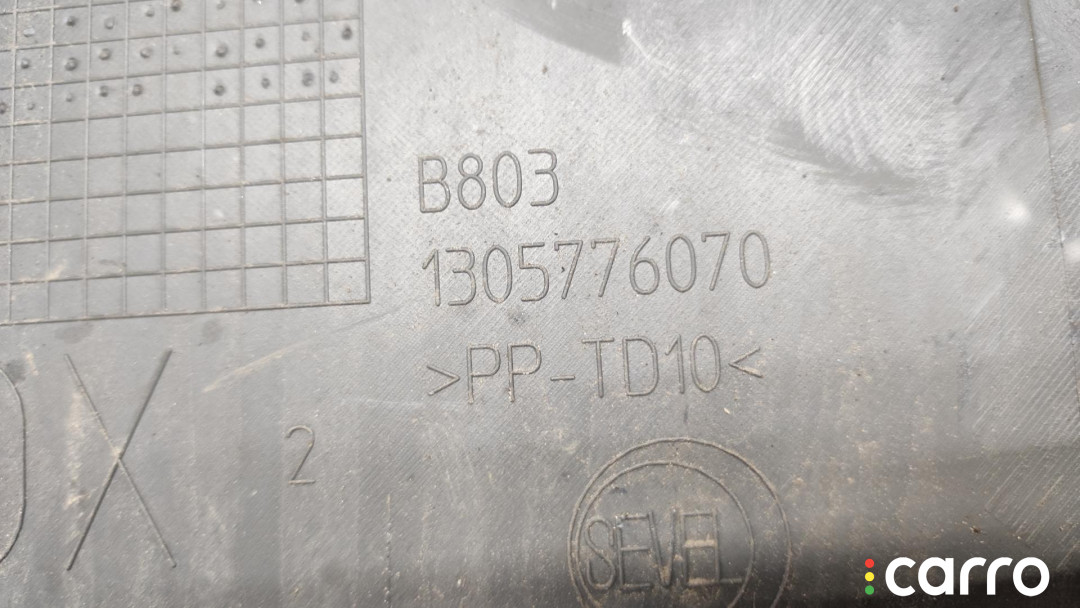 B803
1305776070
>PP-TD10<
X
2
SEVEL
carro